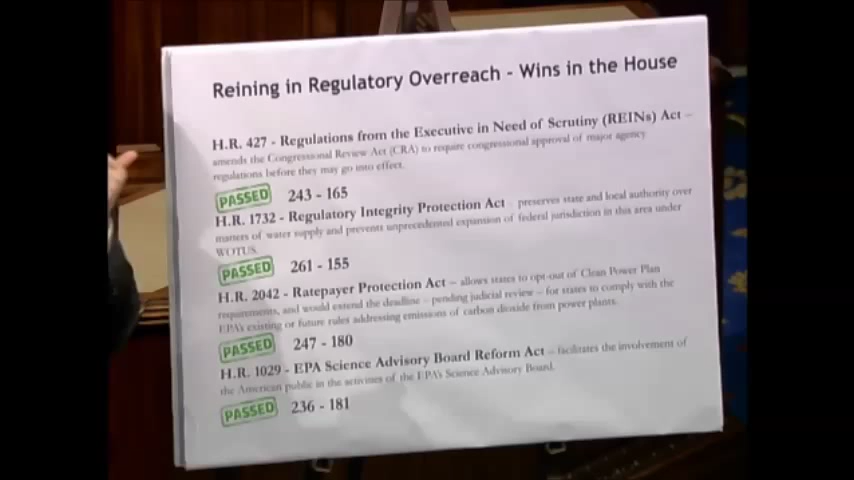 Reining in Regulatory Overreach - Wins in the House
H.R. 427 - Regulations from the Executive in Need of Scrutiny (REINs) Act –
amends the Congressional Review Act (CRA) to require congressional approval of major agency
regulations before they may go into effect.
PASSED 243 - 165
H.R. 1732 - Regulatory Integrity Protection Act – preserves state and local authority over
matters of water supply and prevents unprecedented expansion of federal jurisdiction in this area under
WOTUS.
PASSED 261 - 155
H.R. 2042 - Ratepayer Protection Act – allows states to opt-out of Clean Power Plan
requirements, and would extend the deadline – pending judicial review – for states to comply with the
EPA's existing or future rules addressing emissions of carbon dioxide from power plants.
PASSED 247 - 180
H.R. 1029 - EPA Science Advisory Board Reform Act – facilitates the involvement of
the American public in the activities of the EPA's Science Advisory Board.
PASSED 236 - 181